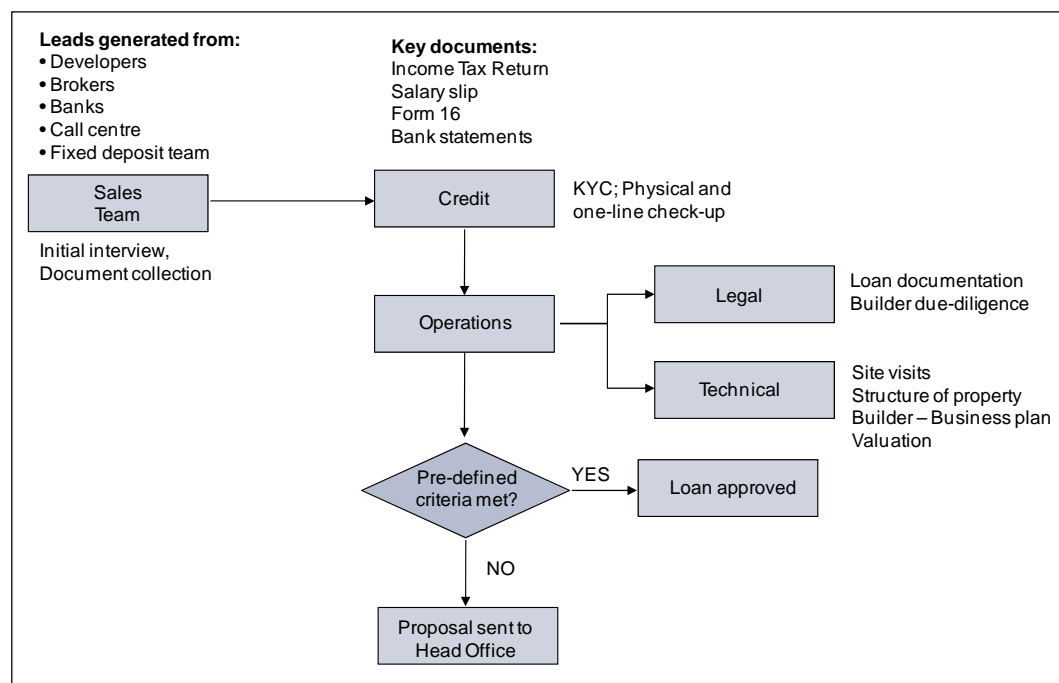 Leads generated from:
• Developers
• Brokers
• Banks
• Call centre
• Fixed deposit team
Key documents:
Income Tax Return
Salary slip
Form 16
Bank statements
Sales
Team
Initial interview,
Document collection
Credit
KYC; Physical and
one-line check-up
Operations
Legal
Loan documentation
Builder due-diligence
Technical
Site visits
Structure of property
Builder – Business plan
Valuation
Pre-defined
criteria met?
YES
Loan approved
NO
Proposal sent to
Head Office